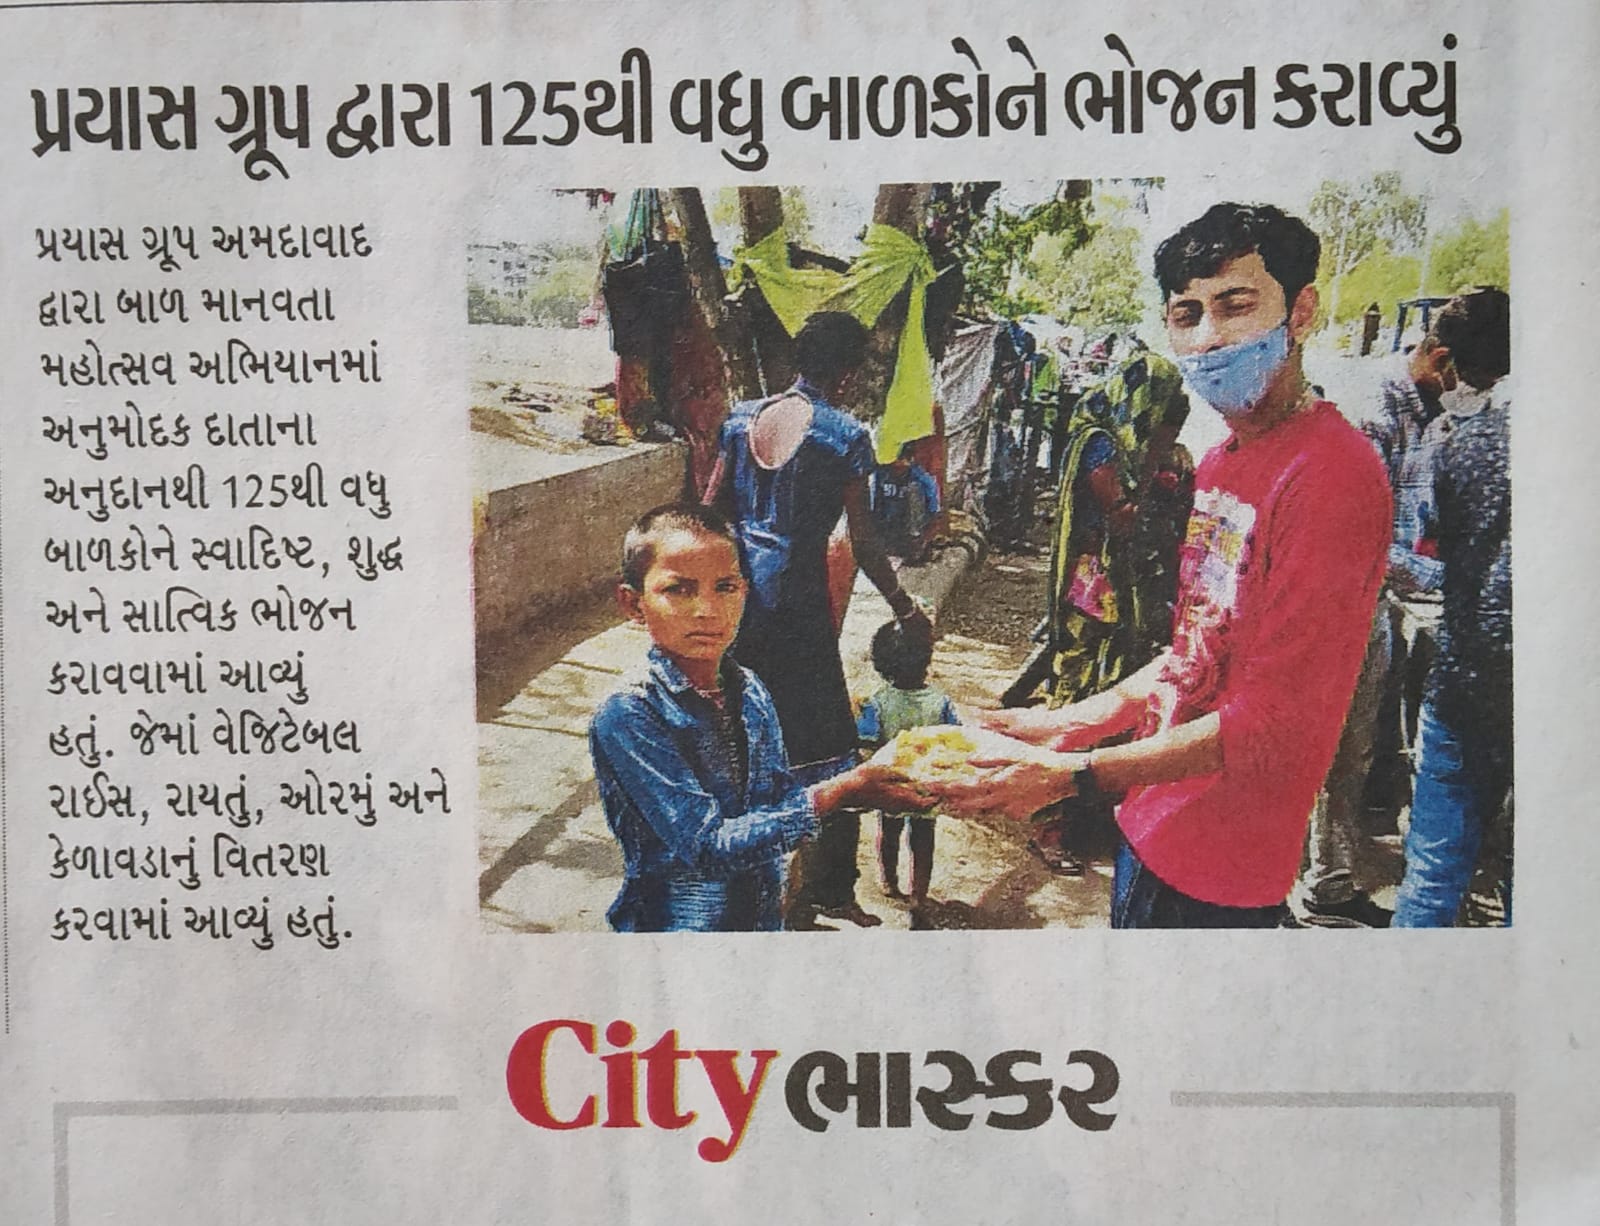 પ્રયાસ ગ્રૂપ દ્વારા 125થી વધુ બાળકોને ભોજન કરાવ્યું
પ્રયાસ ગ્રૂપ અમદાવાદ
દ્વારા બાળ માનવતા
મહોત્સવ અભિયાનમાં
અનુમોદક દાતાના
અનુદાનથી 125થી વધુ
બાળકોને સ્વાદિષ્ટ, શુદ્ધ
અને સાત્વિક ભોજન
કરાવવામાં આવ્યું
હતું. જેમાં વેજિટેબલ
રાઈસ, રાયતું, ઓરમું અને
કેળાવડાનું વિતરણ
કરવામાં આવ્યું હતું.
City ભાસ્કર